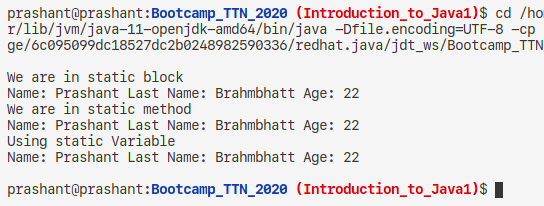 prashant@prashant:Bootcamp_TTN_2020 (Introduction_to_Java1)$ cd /ho
r/lib/jvm/java-11-openjdk-amd64/bin/java -Dfile.encoding=UTF-8 -cp
ge/6c095099dc18527dc2b0248982590336/redhat.java/jdt_ws/Bootcamp_TTN
We are in static block
Name: Prashant Last Name: Brahmbhatt Age: 22
We are in static method
Name: Prashant Last Name: Brahmbhatt Age: 22
Using static Variable
Name: Prashant Last Name: Brahmbhatt Age: 22
prashant@prashant:Bootcamp_TTN_2020 (Introduction_to_Java1)$